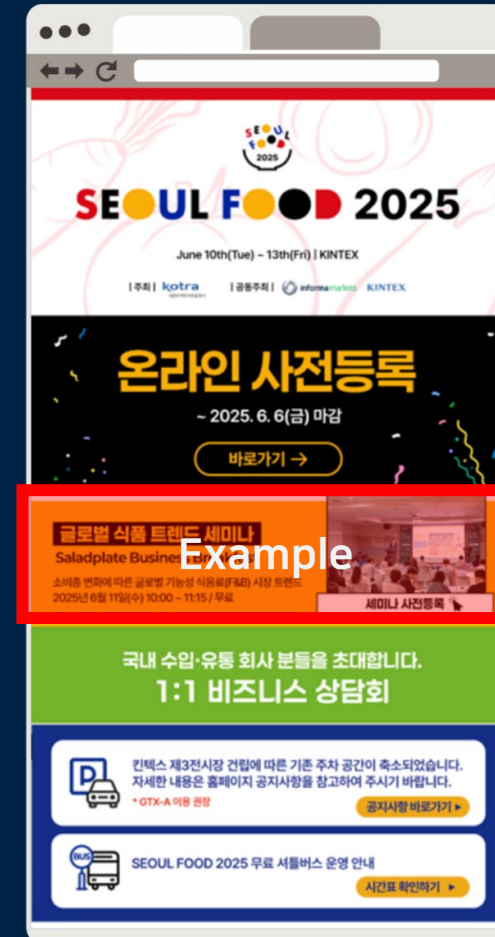 SEOUL
FOOD
2025
SEOUL FOOD 2025
June 10th(Tue) ~ 13th(Fri) | KINTEX
| 주최 | kotra | 공동주최 | informa markets KINTEX
온라인 사전등록
~ 2025. 6. 6(금) 마감
바로가기 →
글로벌 식품 트렌드 세미나
Saladplate Business
Example
소비층 변화에 따른 글로벌 기능성 식음료(F&B) 시장 트렌드
2025년 6월 11일(수) 10:00 ~ 11:15 / 무료
세미나 사전등록
국내 수입·유통 회사 분들을 초대합니다.
1:1 비즈니스 상담회
P
킨텍스 제3전시장 건립에 따른 기존 주차 공간이 축소되었습니다.
자세한 내용은 홈페이지 공지사항을 참고하여 주시기 바랍니다.
* GTX-A 이용 권장
공지사항 바로가기 ▶
BUS
SEOUL FOOD 2025 무료 셔틀버스 운영 안내
시간표 확인하기 ▶